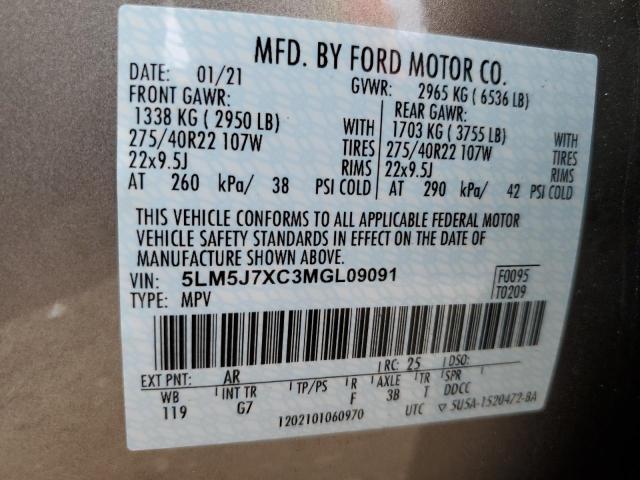 MFD. BY FORD MOTOR CO.
DATE: 01/21 GVWR: 2965 KG ( 6536 LB)
FRONT GAWR: REAR GAWR:
1338 KG ( 2950 LB) WITH 1703 KG ( 3755 LB) WITH
275/40R22 107W TIRES 275/40R22 107W TIRES
22x9.5J RIMS 22x9.5J RIMS
AT 260 kPa/ 38 PSI COLD AT 290 kPa/ 42 PSI COLD
THIS VEHICLE CONFORMS TO ALL APPLICABLE FEDERAL MOTOR
VEHICLE SAFETY STANDARDS IN EFFECT ON THE DATE OF
MANUFACTURE SHOWN ABOVE.
VIN: 5LM5J7XC3MGL09091 F0095
TYPE: MPV T0209
EXT PNT: AR RC: 25 DSO:
WB INT TR TP/PS R AXLE TR SPR
119 G7 F 3B T DDCC
1202101060970 UTC ▽ SU5A-1520472-BA